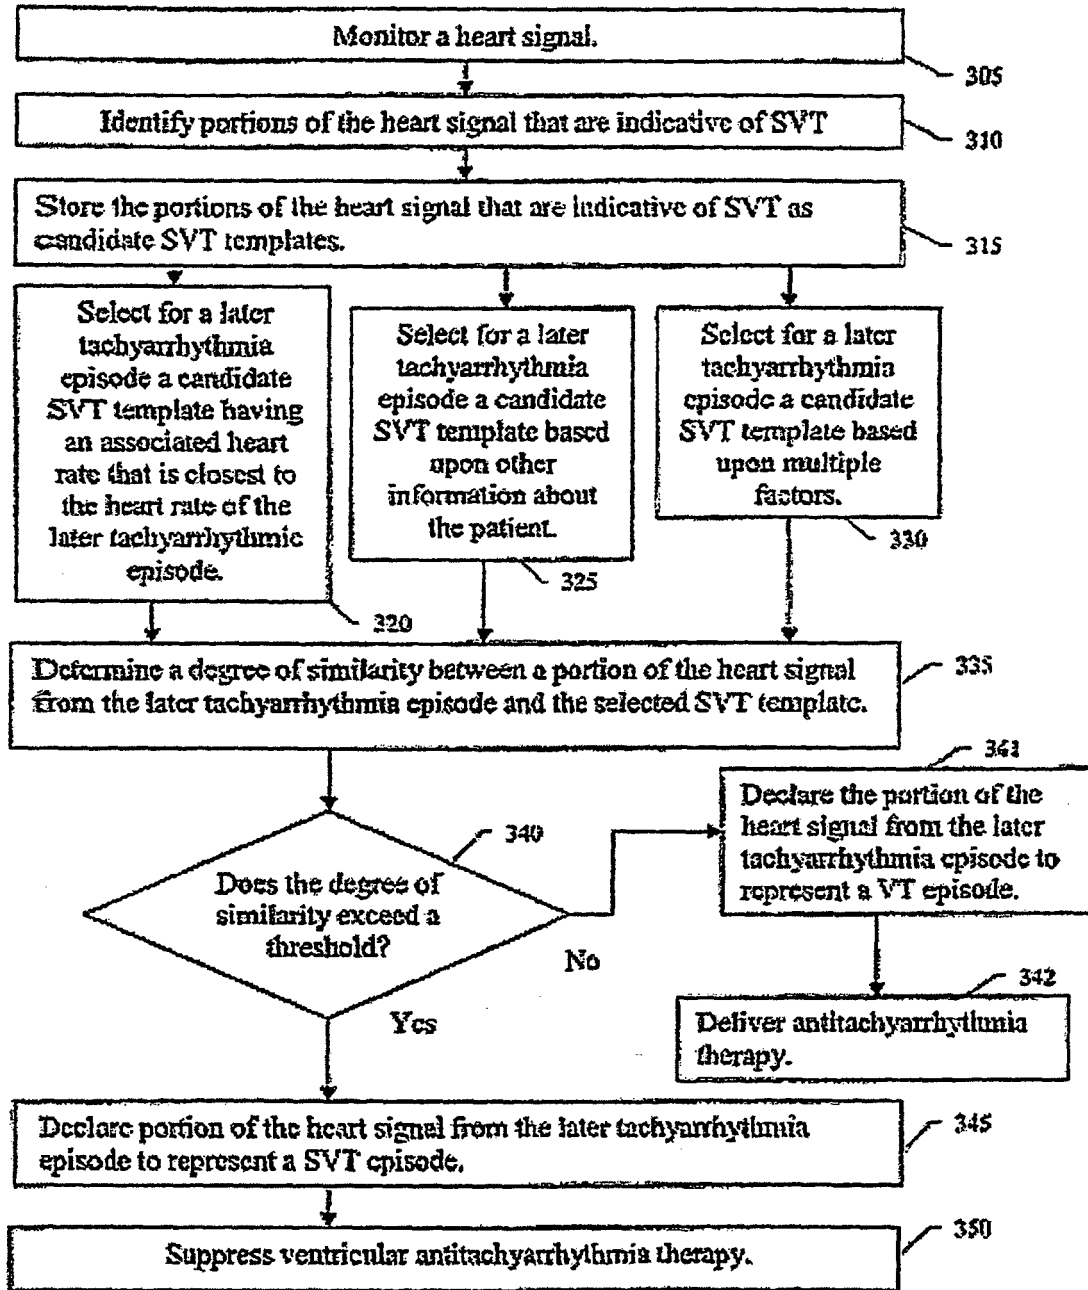 Monitor a heart signal.
305
Identify portions of the heart signal that are indicative of SVT
310
Store the portions of the heart signal that are indicative of SVT as
candidate SVT templates.
315
Select for a later
tachyarrhythmia
episode a candidate
SVT template having
an associated heart
rate that is closest to
the heart rate of the
later tachyarrhythmic
episode.
320
Select for a later
tachyarrhythmia
episode a candidate
SVT template based
upon other
information about
the patient.
325
Select for a later
tachyarrhythmia
episode a candidate
SVT template based
upon multiple
factors.
330
Determine a degree of similarity between a portion of the heart signal
from the later tachyarrhythmia episode and the selected SVT template.
335
340
Does the degree of
similarity exceed a
threshold?
No
Yes
341
Declare the portion of the
heart signal from the later
tachyarrhythmia episode to
represent a VT episode.
342
Deliver antitachyarrhythmia
therapy.
Declare portion of the heart signal from the later tachyarrhythmia
episode to represent a SVT episode.
345
Suppress ventricular antitachyarrhythmia therapy.
350